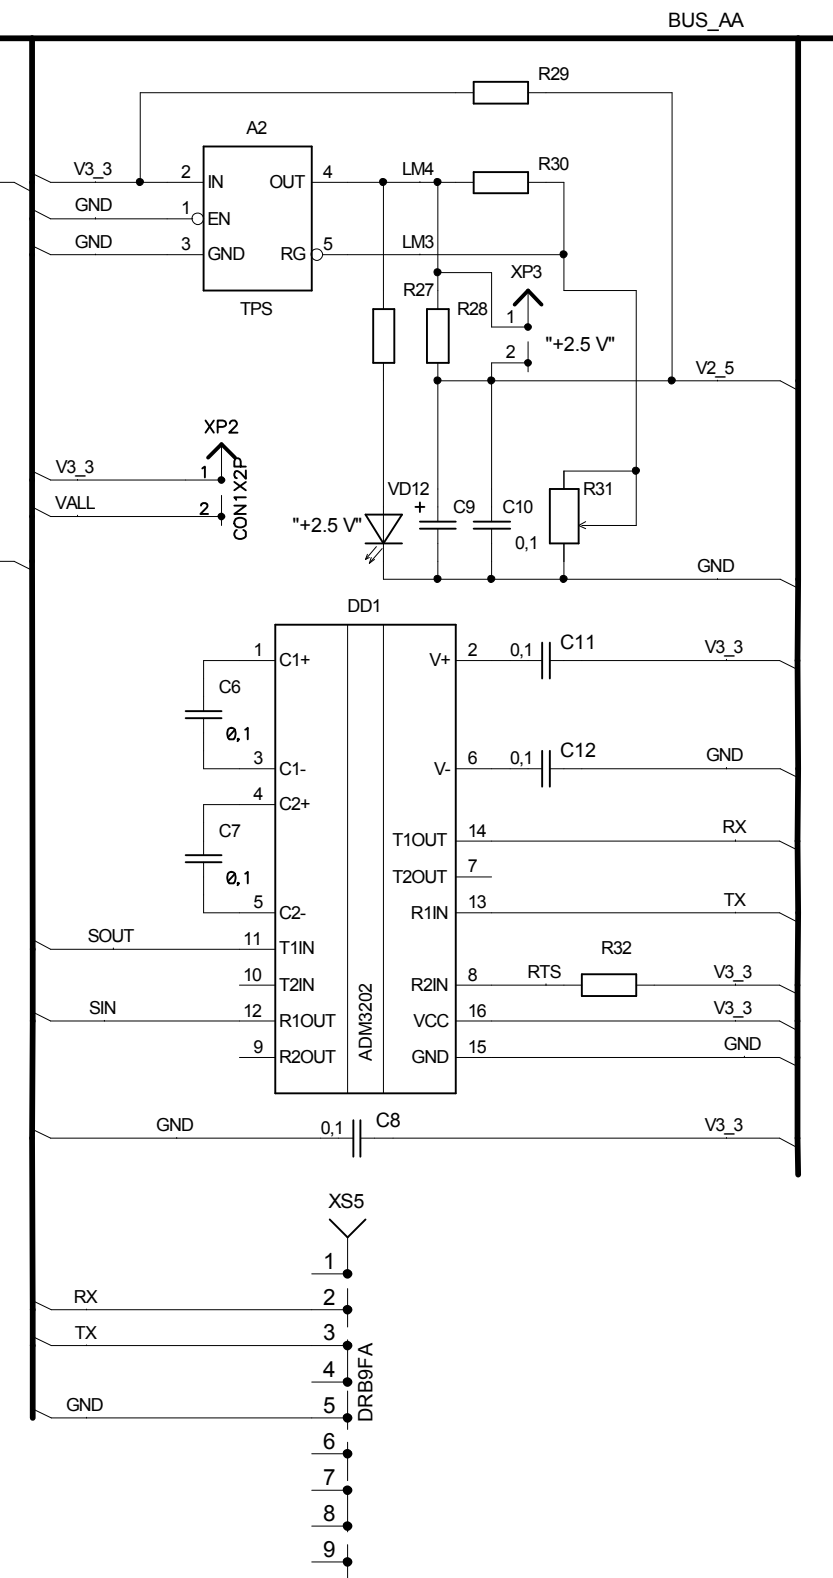 BUS_AA
R29
A2
V3_3 2 IN OUT 4 LM4 R30
GND 1 EN
GND 3 GND RG 5 LM3
XP3
TPS
R27
R28
1
2 "+2.5 V"
V2_5
XP2
V3_3 1
VALL 2
CON1X2P
VD12
"+2.5 V"
+
C9
C10
0,1
R31
GND
DD1
1 C1+ V+ 2 0,1 C11 V3_3
C6
0,1
3 C1- V- 6 0,1 C12 GND
4 C2+
C7
T1OUT 14 RX
0,1
T2OUT 7
5 C2- R1IN 13 TX
SOUT 11 T1IN
R32
10 T2IN R2IN 8 RTS V3_3
SIN 12 R1OUT VCC 16 V3_3
9 R2OUT GND 15 GND
ADM3202
GND 0,1 C8 V3_3
XS5
1
RX 2
TX 3
4
GND 5
6
7
8
9
DRB9FA